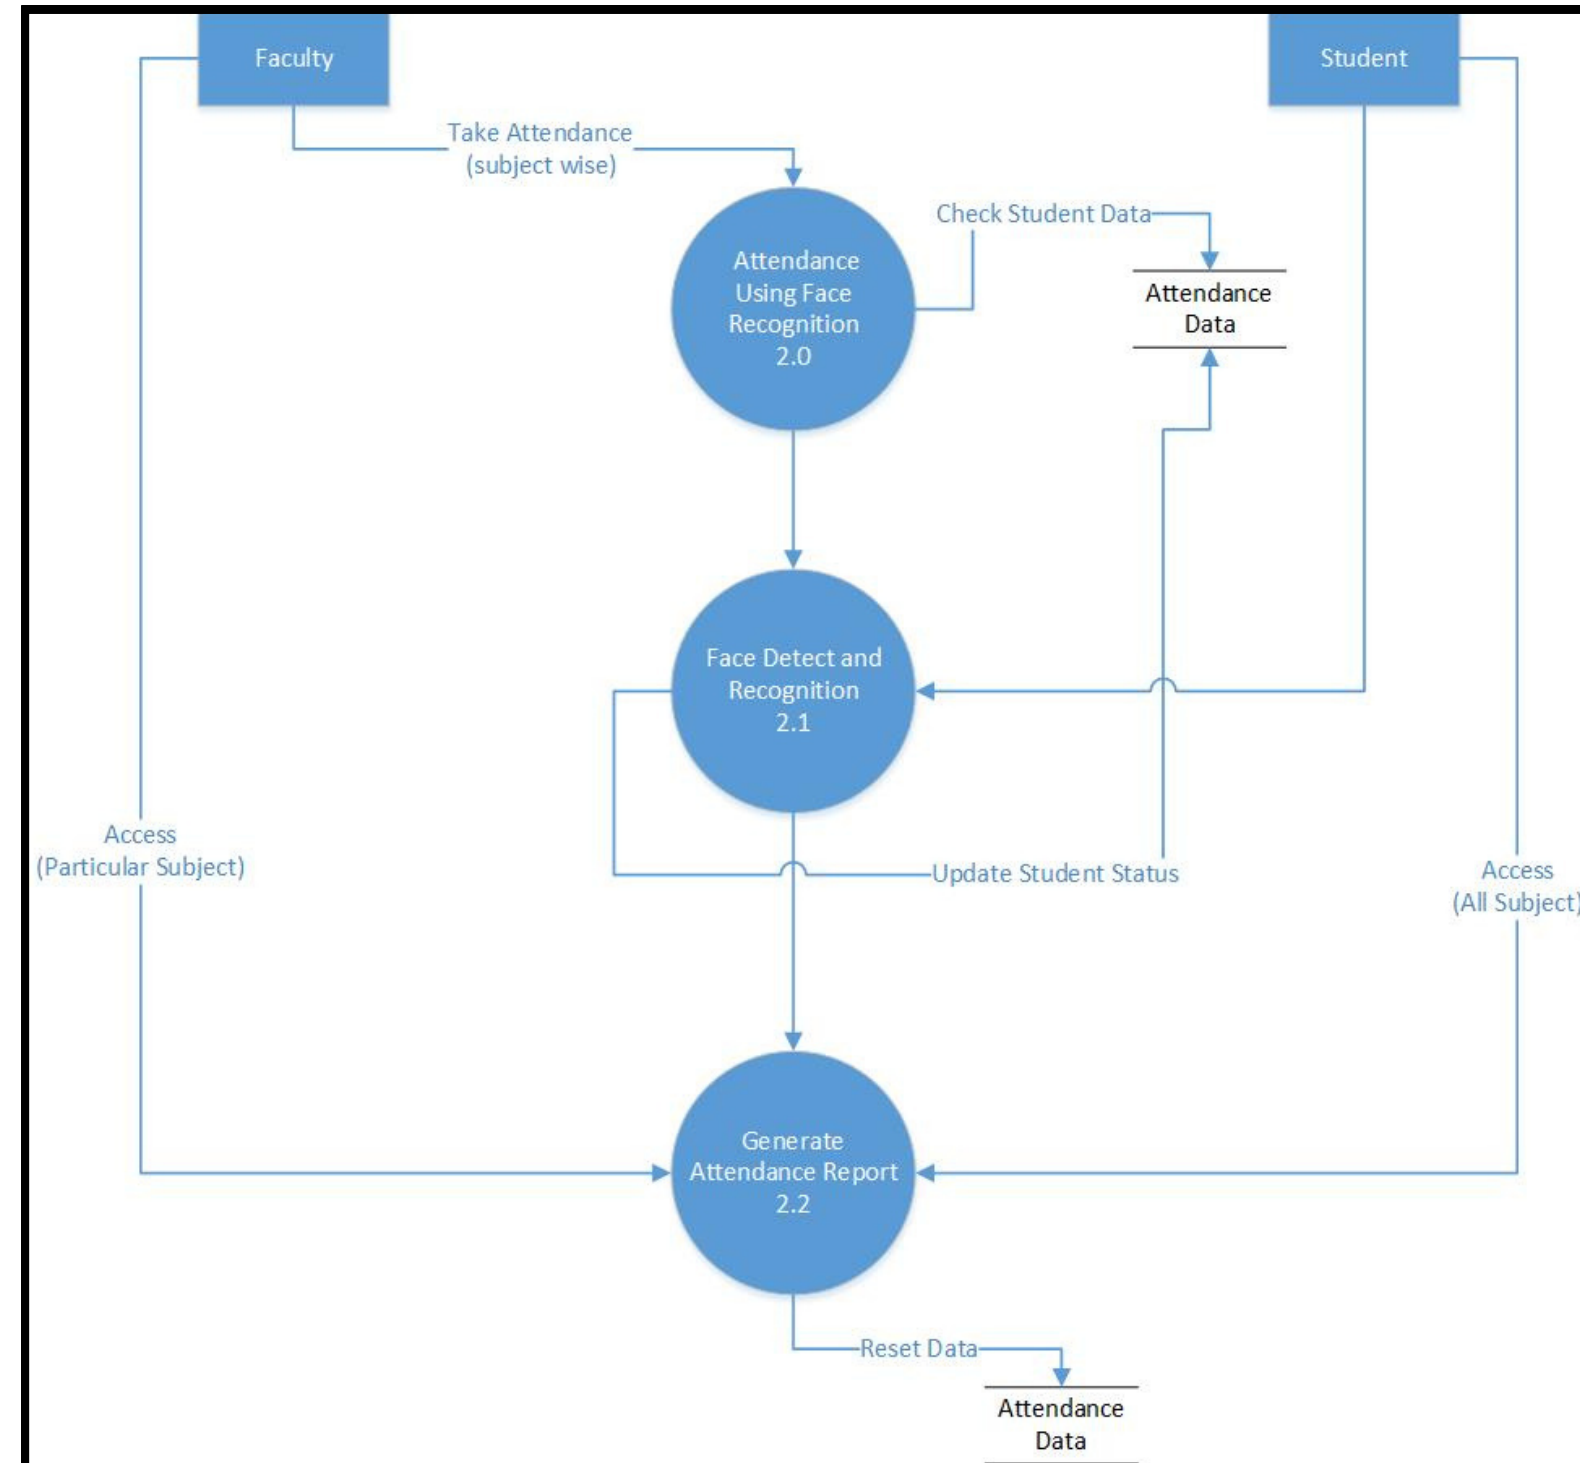 Faculty
Student
Take Attendance
(subject wise)
Check Student Data
Attendance
Using Face
Recognition
2.0
Attendance
Data
Face Detect and
Recognition
2.1
Access
(Particular Subject)
Update Student Status
Access
(All Subject)
Generate
Attendance Report
2.2
Reset Data
Attendance
Data